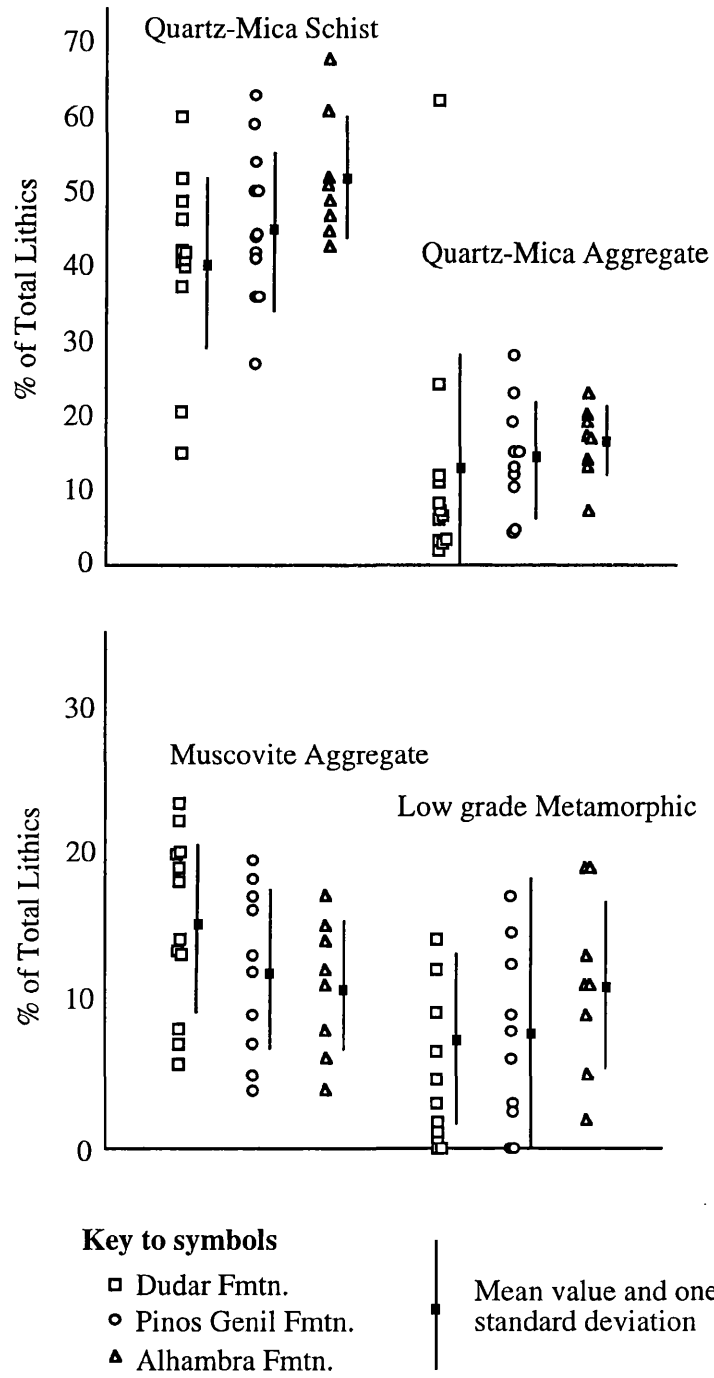 Quartz-Mica Schist
70
60
50
40
30
20
10
0
% of Total Lithics
Quartz-Mica Aggregate
30
20
10
0
% of Total Lithics
Muscovite Aggregate
Low grade Metamorphic
Key to symbols
Dudar Fmtn.
Pinos Genil Fmtn.
Alhambra Fmtn.
Mean value and one
standard deviation